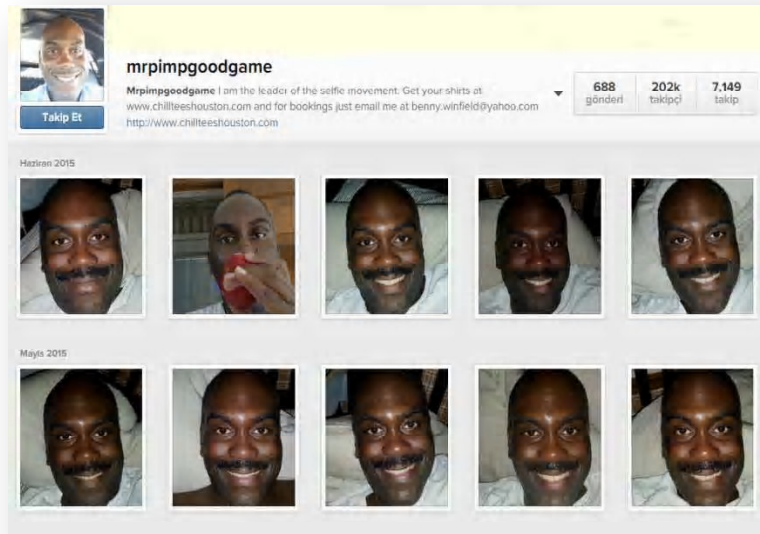 mrpimpgoodgame
Mrpimpgoodgame I am the leader of the selfie movement. Get your shirts at
www.chillteeshouston.com and for bookings just email me at benny.winfield@yahoo.com
http://www.chillteeshouston.com
Takip Et
688 202k 7,149
gönderi takipçi takip
Haziran 2015
Mayıs 2015